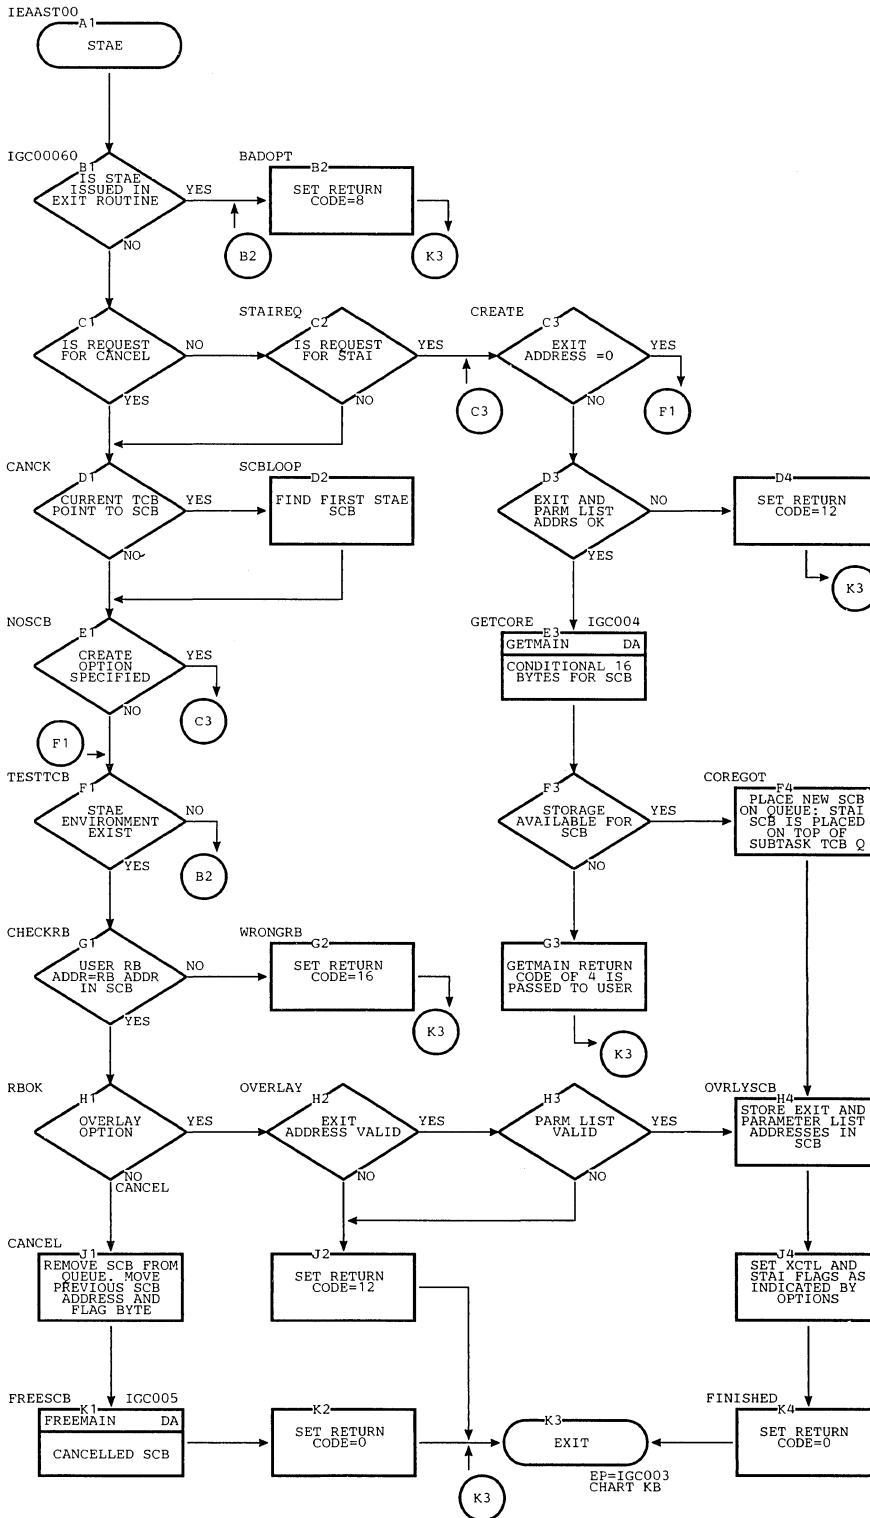 IEAAST00
A1
STAE
IGC00060
B1
IS STAE
ISSUED IN
EXIT ROUTINE
YES
NO
B2
BADOPT
B2
SET RETURN
CODE=8
K3
C1
IS REQUEST
FOR CANCEL
NO
YES
STAIREQ
C2
IS REQUEST
FOR STAI
YES
NO
C3
CREATE
C3
EXIT
ADDRESS =0
YES
NO
F1
CANCK
D1
CURRENT TCB
POINT TO SCB
YES
NO
SCBLOOP
D2
FIND FIRST STAE
SCB
D3
EXIT AND
PARM LIST
ADDRS OK
NO
YES
D4
SET RETURN
CODE=12
K3
NOSCB
E1
CREATE
OPTION
SPECIFIED
YES
NO
C3
GETCORE
E3
IGC004
GETMAIN DA
CONDITIONAL 16
BYTES FOR SCB
F1
TESTTCB
F1
STAE
ENVIRONMENT
EXIST
NO
YES
B2
F3
STORAGE
AVAILABLE FOR
SCB
YES
NO
COREGOT
F4
PLACE NEW SCB
ON QUEUE: STAI
SCB IS PLACED
ON TOP OF
SUBTASK TCB Q
CHECKRB
G1
USER RB
ADDR=RB ADDR
IN SCB
NO
YES
WRONGRB
G2
SET RETURN
CODE=16
K3
G3
GETMAIN RETURN
CODE OF 4 IS
PASSED TO USER
K3
RBOK
H1
OVERLAY
OPTION
YES
NO
CANCEL
OVERLAY
H2
EXIT
ADDRESS VALID
YES
NO
H3
PARM LIST
VALID
YES
NO
OVRLYSCB
H4
STORE EXIT AND
PARAMETER LIST
ADDRESSES IN
SCB
CANCEL
J1
REMOVE SCB FROM
QUEUE. MOVE
PREVIOUS SCB
ADDRESS AND
FLAG BYTE
J2
SET RETURN
CODE=12
J4
SET XCTL AND
STAI FLAGS AS
INDICATED BY
OPTIONS
FREESCB
K1
IGC005
FREEMAIN DA
CANCELLED SCB
K2
SET RETURN
CODE=0
K3
K3
EXIT
EP=IGC003
CHART KB
FINISHED
K4
SET RETURN
CODE=0